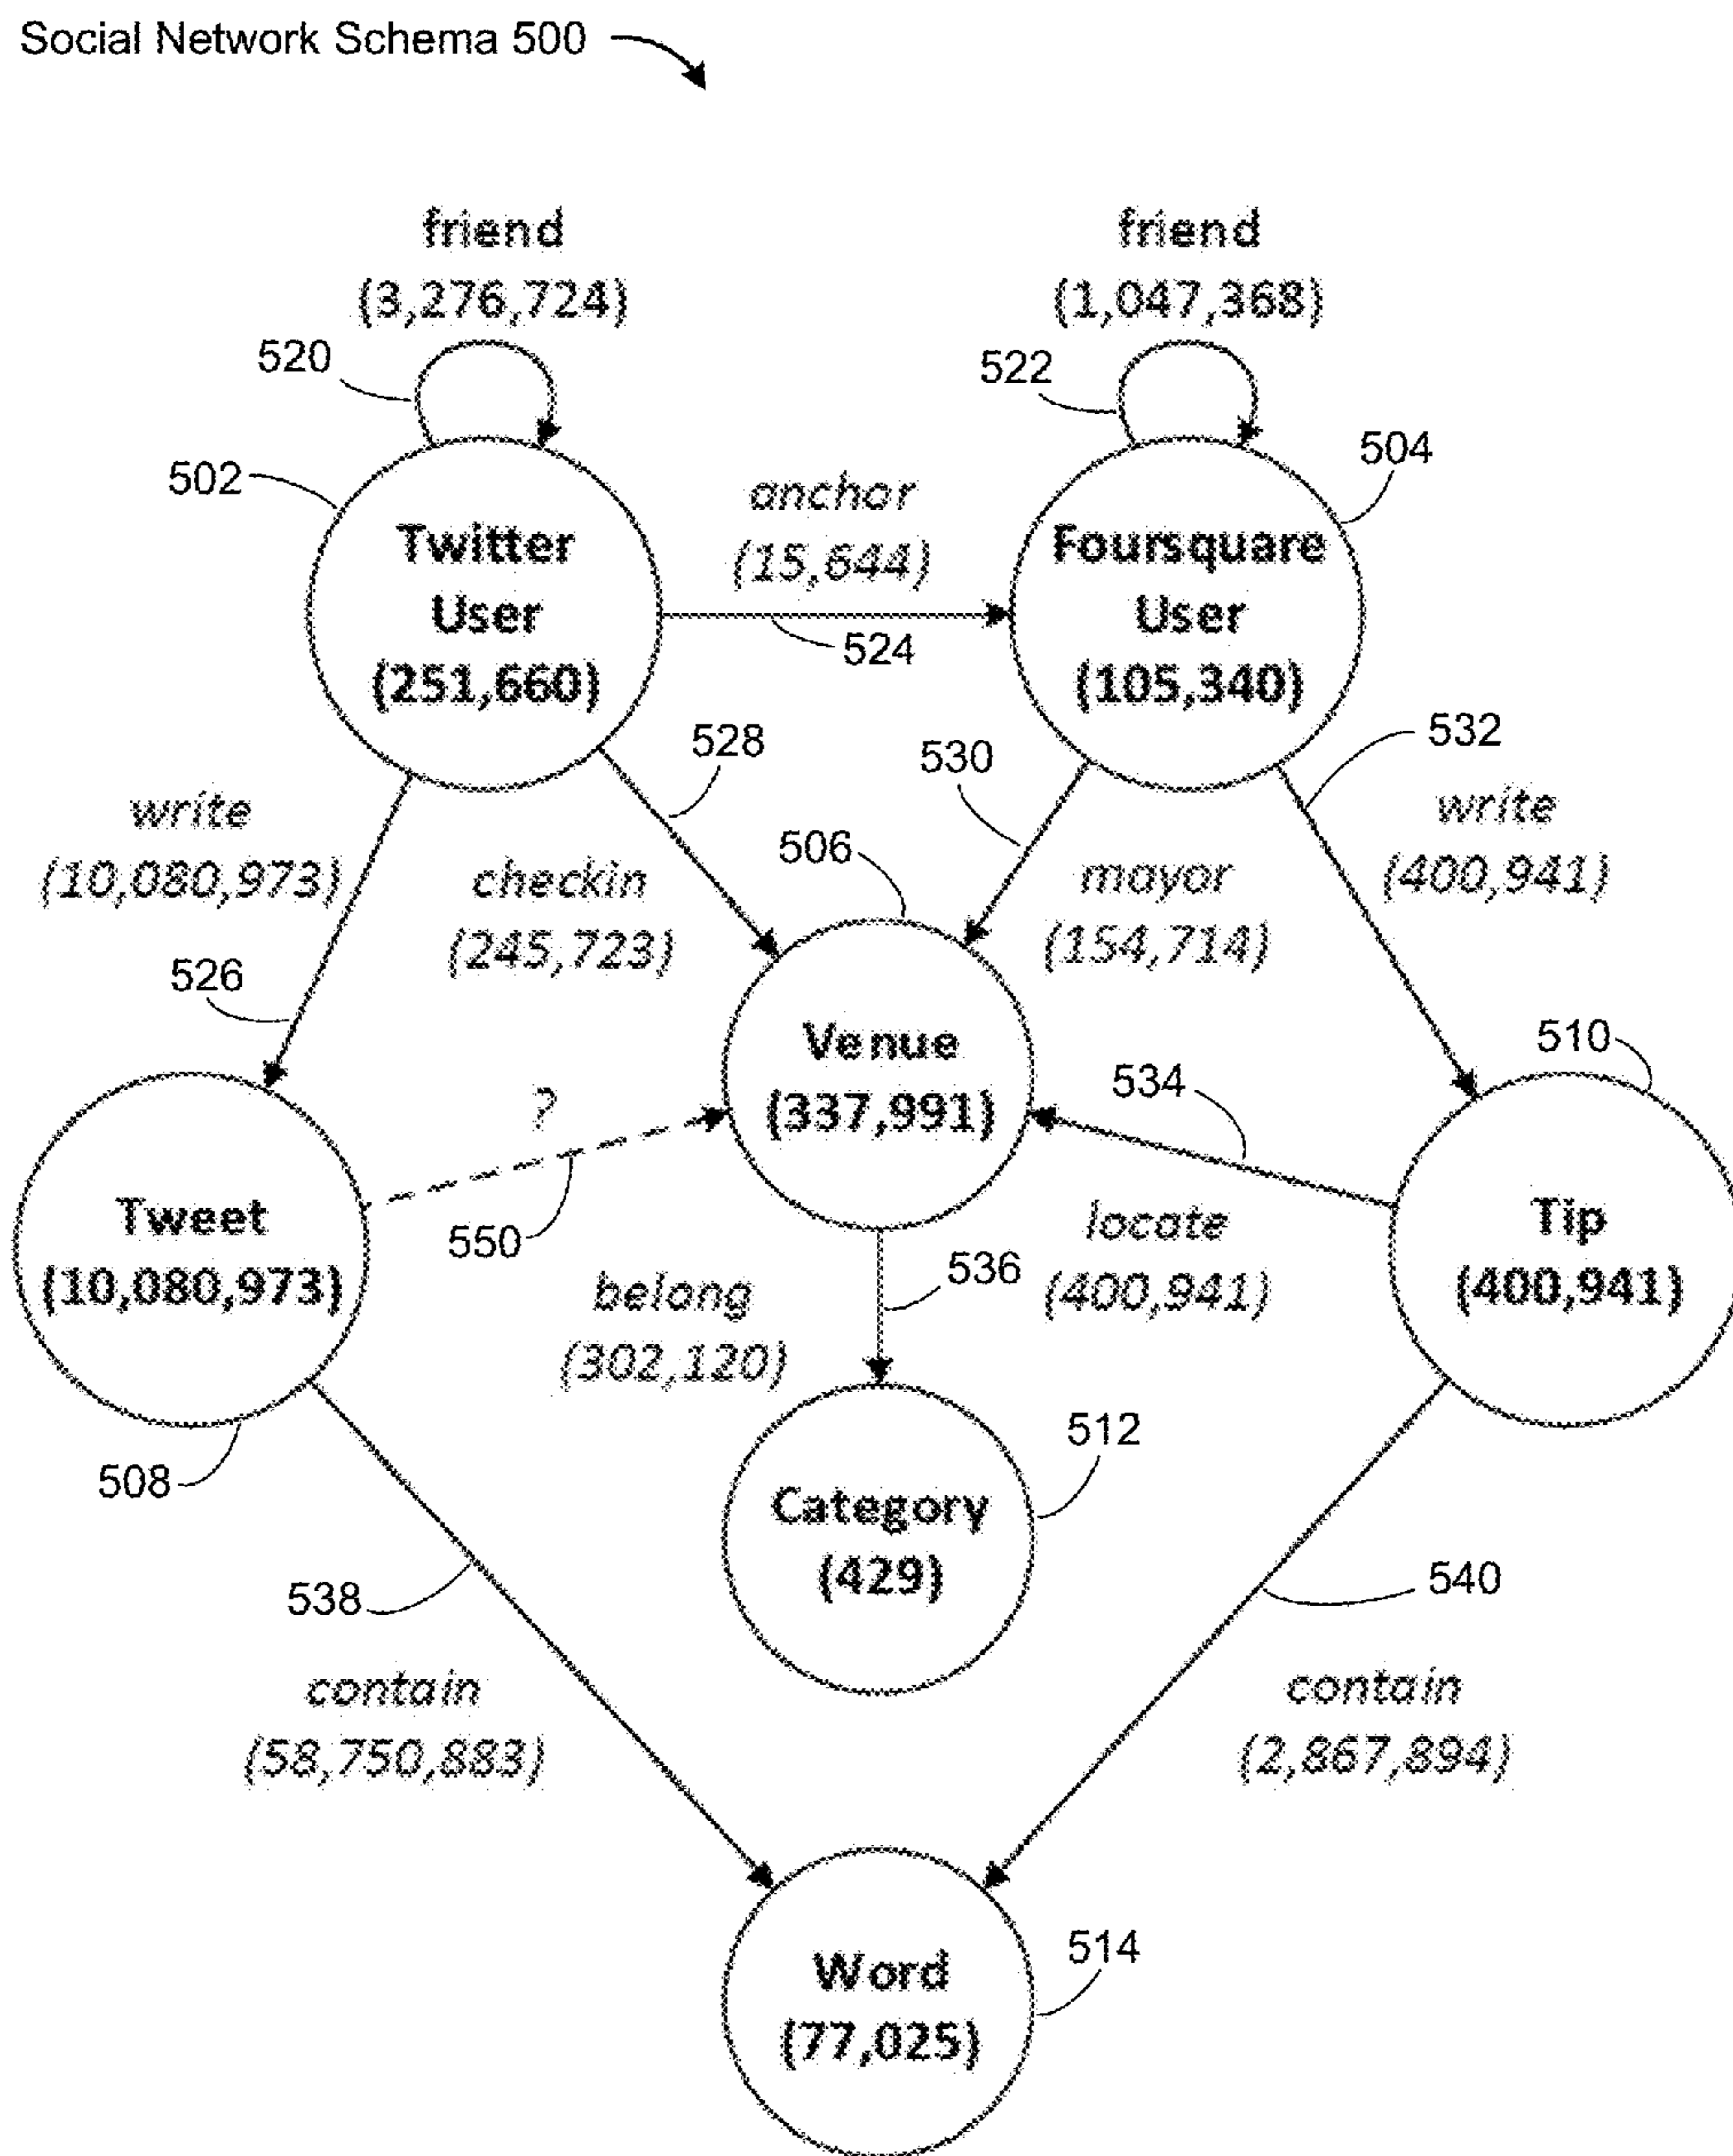 Social Network Schema 500
friend
(3,276,724)
friend
(1,047,368)
520
522
502
504
anchor
(15,644)
Twitter
User
(251,660)
Foursquare
User
(105,340)
524
528
530
532
write
(10,080,973)
checkin
(245,723)
506
mayor
(154,714)
write
(400,941)
526
Venue
(337,991)
510
534
?
Tweet
(10,080,973)
550
belong
(302,120)
536
locate
(400,941)
Tip
(400,941)
508
512
Category
(429)
538
540
contain
(58,750,883)
contain
(2,867,894)
514
Word
(77,025)